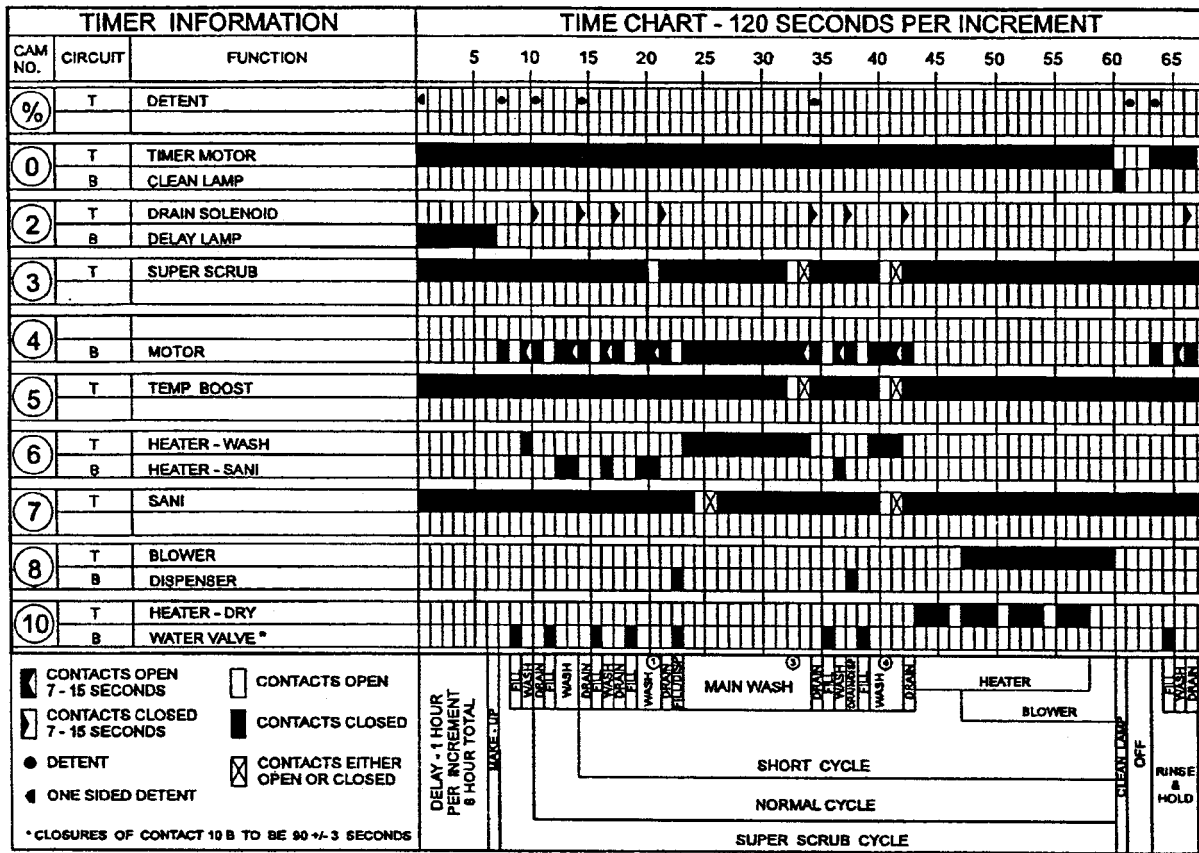 TIMER INFORMATION
TIME CHART - 120 SECONDS PER INCREMENT
CAM NO.
CIRCUIT
FUNCTION
5 10 15 20 25 30 35 40 45 50 55 60 65
%
T DETENT
0
T TIMER MOTOR
B CLEAN LAMP
2
T DRAIN SOLENOID
B DELAY LAMP
3
T SUPER SCRUB
4
B MOTOR
5
T TEMP BOOST
6
T HEATER - WASH
B HEATER - SANI
7
T SANI
8
T BLOWER
B DISPENSER
10
T HEATER - DRY
B WATER VALVE *
CONTACTS OPEN
7 - 15 SECONDS
CONTACTS OPEN
CONTACTS CLOSED
7 - 15 SECONDS
CONTACTS CLOSED
DETENT
CONTACTS EITHER
OPEN OR CLOSED
ONE SIDED DETENT
* CLOSURES OF CONTACT 10 B TO BE 90 +/- 3 SECONDS
DELAY - 1 HOUR
PER INCREMENT
MAKE - UP
FILL
WASH
DRAIN
FILL
WASH
DRAIN
FILL
WASH
DRAIN
FILL
WASH 1
DRAIN
FILL/DISP
MAIN WASH 3
DRAIN
FILL
WASH
FILL
WASH
DRAIN
HEATER
BLOWER
SHORT CYCLE
NORMAL CYCLE
SUPER SCRUB CYCLE
CLEAN LAMP
OFF
FILL
WASH
DRAIN
RINSE
&
HOLD